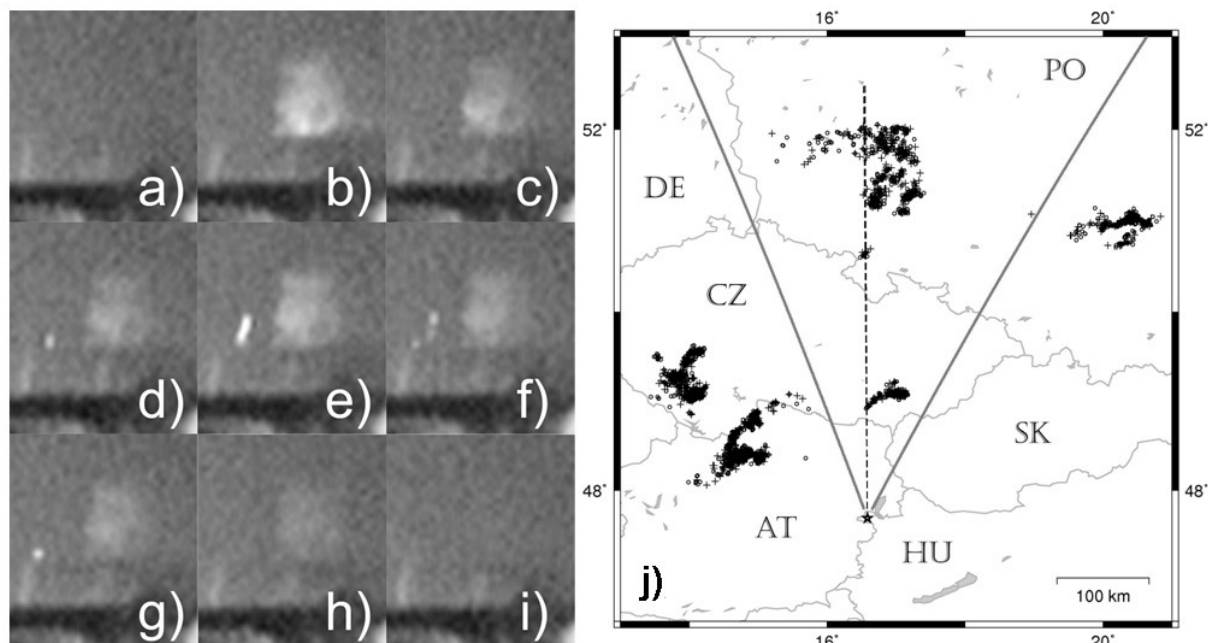 a) b) c)
d) e) f)
g) h) i)
16° 20°
PO
52° 52°
DE
CZ
SK
48° 48°
AT
HU
j)
100 km
16° 20°